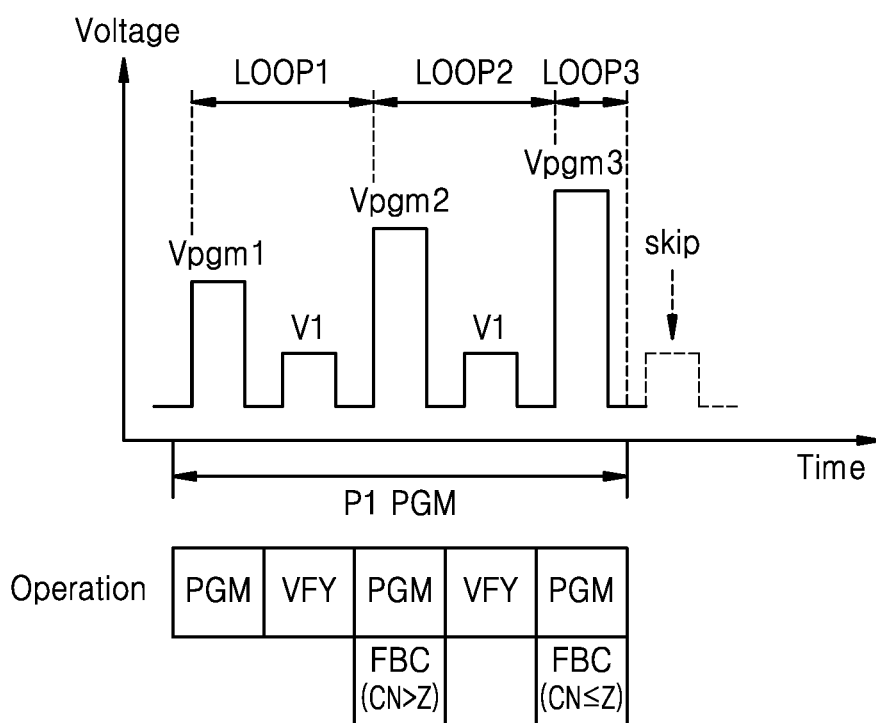 Voltage
LOOP1 LOOP2 LOOP3
Vpgm3
Vpgm2
Vpgm1
skip
V1 V1
Time
P1 PGM
Operation PGM VFY PGM VFY PGM
FBC FBC
(CN>Z) (CN≤Z)